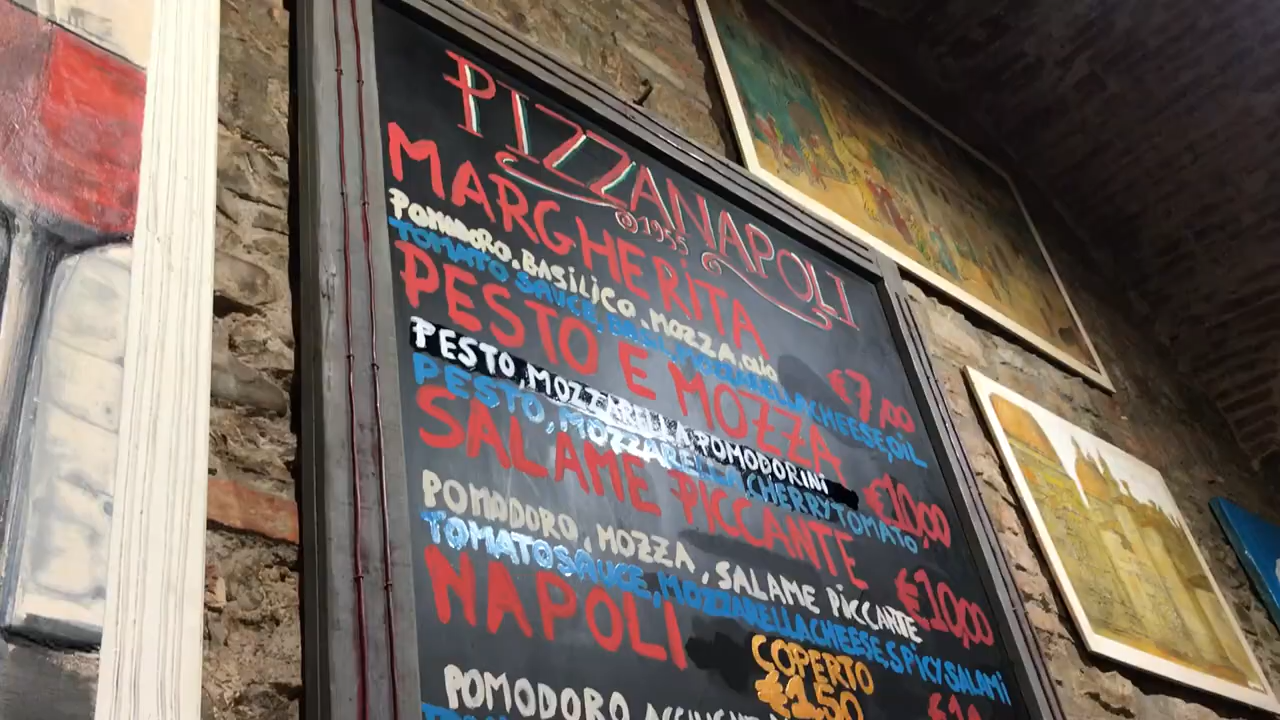 PIZZANAPOLI
@1955
MARGHERITA
POMODORO.BASILICO.MOZZA.OLIO
€7,00
TOMATO SAUCE, BASIL, MOZZARELLA CHEESE, OIL
PESTO E MOZZA
PESTO,MOZZARELLA,POMODORINI
€10,00
PESTO, MOZZARELLA, CHERRY TOMATO
SALAME PICCANTE
POMODORO, MOZZA, SALAME PICCANTE
€10,00
TOMATO SAUCE, MOZZARELLA CHEESE, SPICY SALAMI
NAPOLI
COPERTO
€1.50
POMODORO